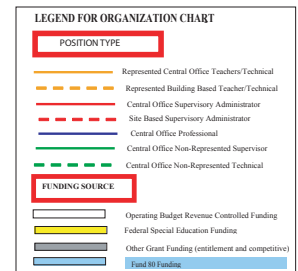 LEGEND FOR ORGANIZATION CHART
POSITION TYPE
Represented Central Office Teachers/Technical
Represented Building Based Teacher/Technical
Central Office Supervisory Administrator
Site Based Supervisory Administrator
Central Office Professional
Central Office Non-Represented Supervisor
Central Office Non-Represented Technical
FUNDING SOURCE
Operating Budget Revenue Controlled Funding
Federal Special Education Funding
Other Grant Funding (entitlement and competitive)
Fund 80 Funding